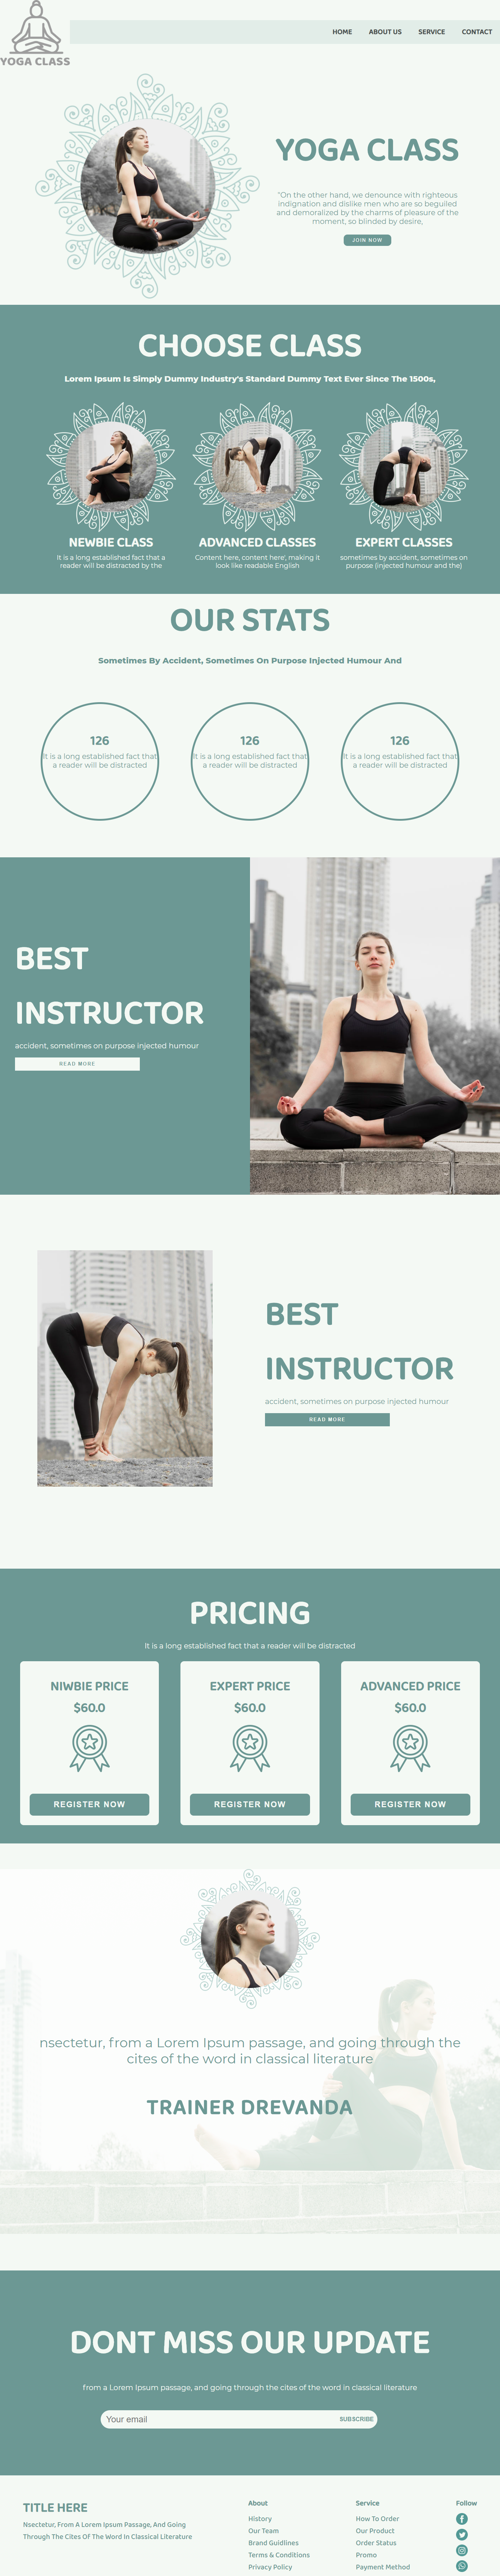 YOGA CLASS
HOME
ABOUT US
SERVICE
CONTACT
YOGA CLASS
"On the other hand, we denounce with righteous
indignation and dislike men who are so beguiled
and demoralized by the charms of pleasure of the
moment, so blinded by desire,
JOIN NOW
CHOOSE CLASS
Lorem Ipsum Is Simply Dummy Industry's Standard Dummy Text Ever Since The 1500s,
NEWBIE CLASS
It is a long established fact that a
reader will be distracted by the
ADVANCED CLASSES
Content here, content here', making it
look like readable English
EXPERT CLASSES
sometimes by accident, sometimes on
purpose (injected humour and the)
OUR STATS
Sometimes By Accident, Sometimes On Purpose Injected Humour And
126
It is a long established fact that
a reader will be distracted
126
It is a long established fact that
a reader will be distracted
126
It is a long established fact that
a reader will be distracted
BEST
INSTRUCTOR
accident, sometimes on purpose injected humour
READ MORE
BEST
INSTRUCTOR
accident, sometimes on purpose injected humour
READ MORE
PRICING
It is a long established fact that a reader will be distracted
NIWBIE PRICE
$60.0
REGISTER NOW
EXPERT PRICE
$60.0
REGISTER NOW
ADVANCED PRICE
$60.0
REGISTER NOW
nsectetur, from a Lorem Ipsum passage, and going through the
cites of the word in classical literature
TRAINER DREVANDA
DONT MISS OUR UPDATE
from a Lorem Ipsum passage, and going through the cites of the word in classical literature
Your email
SUBSCRIBE
TITLE HERE
Nsectetur, From A Lorem Ipsum Passage, And Going
Through The Cites Of The Word In Classical Literature
About
History
Our Team
Brand Guidlines
Terms & Conditions
Privacy Policy
Service
How To Order
Our Product
Order Status
Promo
Payment Method
Follow